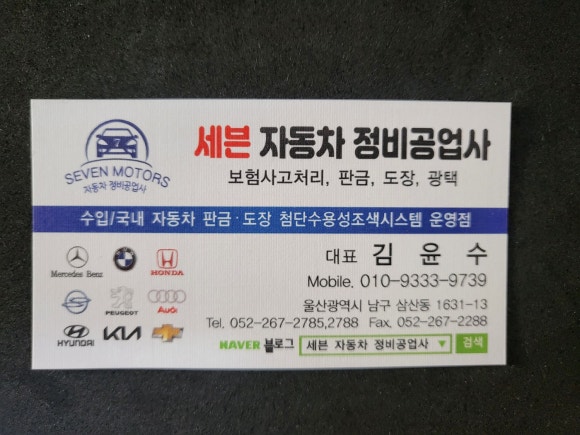 7
SEVEN MOTORS
자동차 정비공업사
세븐 자동차 정비공업사
보험사고처리, 판금, 도장, 광택
수입/국내 자동차 판금·도장 첨단수용성조색시스템 운영점
Mercedes Benz
HONDA
PEUGEOT
Audi
HYUNDAI
KIA
대표 김 윤 수
Mobile. 010-9333-9739
울산광역시 남구 삼산동 1631-13
Tel. 052-267-2785,2788 Fax. 052-267-2288
NAVER 블로그 세븐 자동차 정비공업사 ▼ 검색